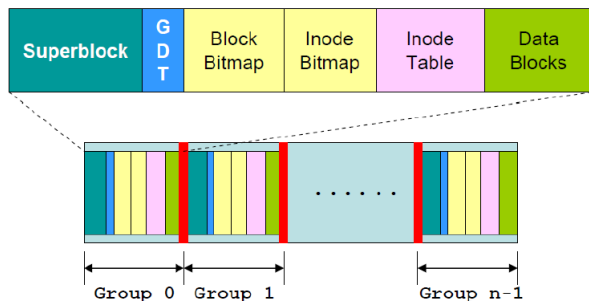 Superblock
G
D
T
Block
Bitmap
Inode
Bitmap
Inode
Table
Data
Blocks
......
Group 0
Group 1
Group n-1